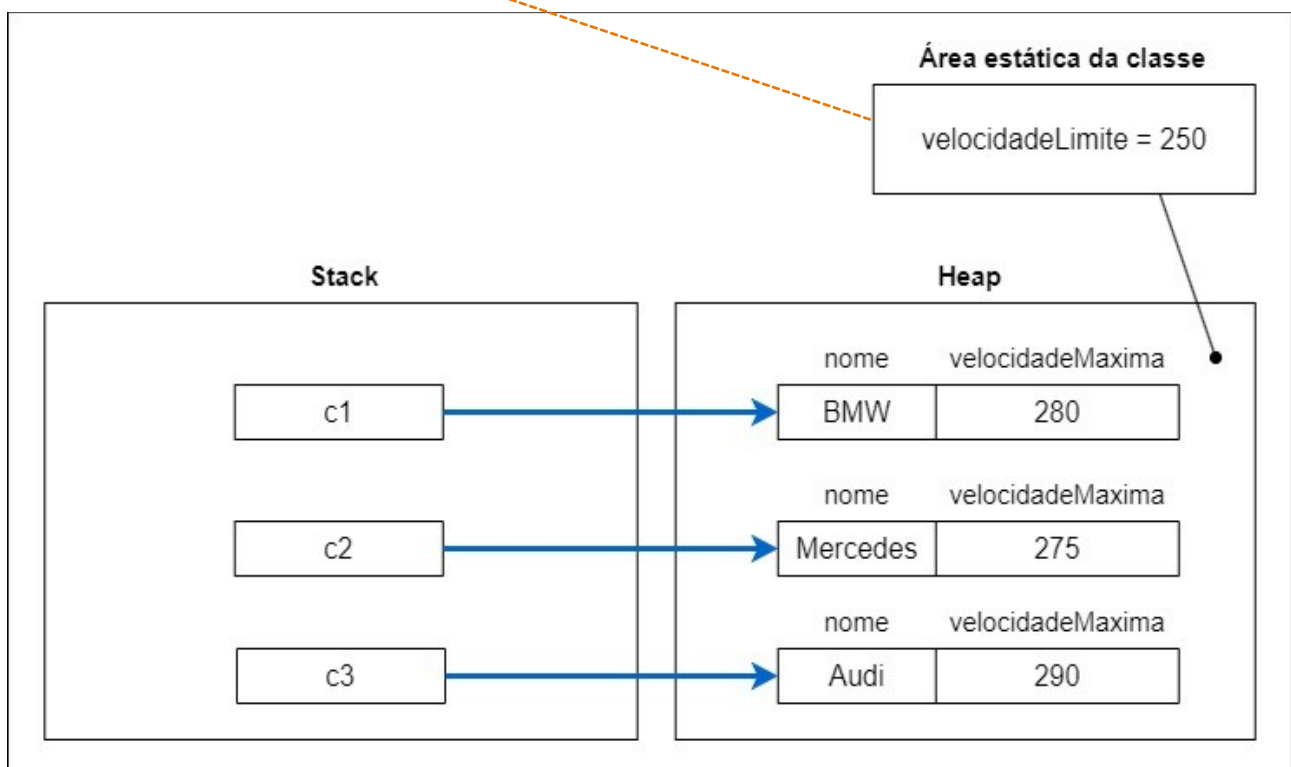 Área estática da classe
velocidadeLimite = 250
Stack
Heap
nome velocidadeMaxima
c1
BMW 280
nome velocidadeMaxima
c2
Mercedes 275
nome velocidadeMaxima
c3
Audi 290